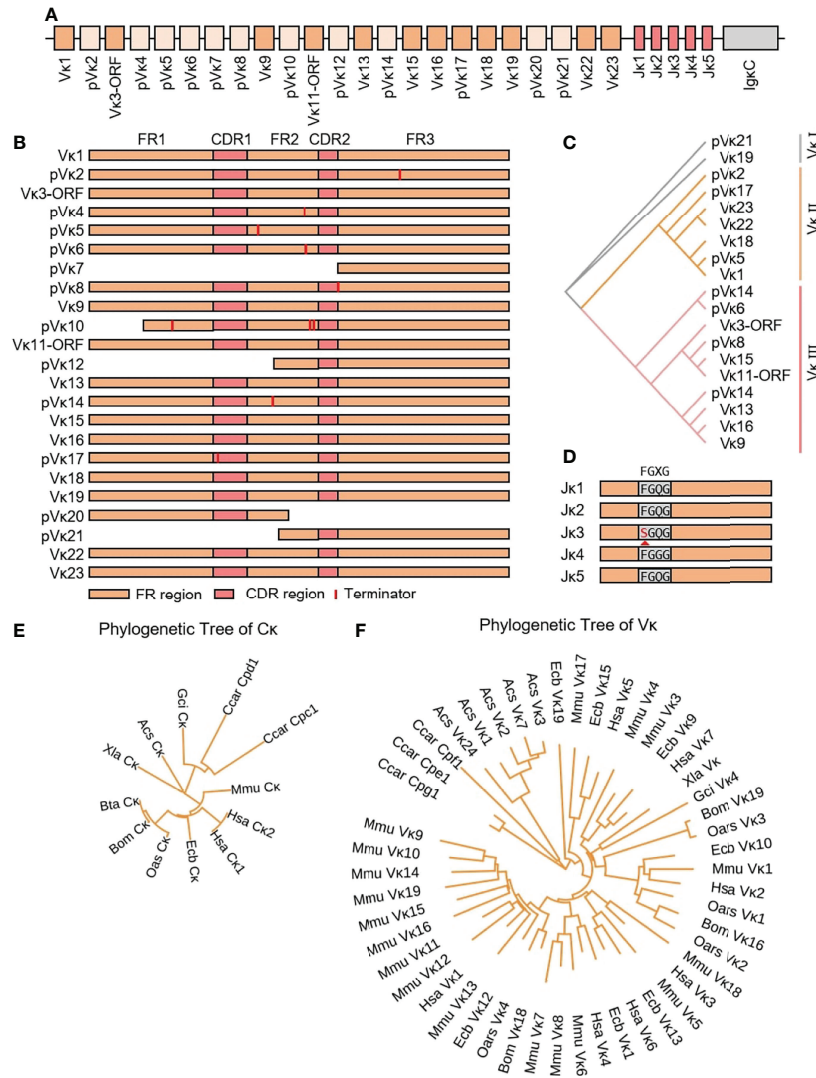 A
Vκ1
pVκ2
Vκ3-ORF
pVκ4
pVκ5
pVκ6
pVκ7
pVκ8
Vκ9
pVκ10
Vκ11-ORF
pVκ12
Vκ13
pVκ14
Vκ15
Vκ16
pVκ17
Vκ18
Vκ19
pVκ20
pVκ21
Vκ22
Vκ23
Jκ1
Jκ2
Jκ3
Jκ4
Jκ5
IgκC
B
FR1 CDR1 FR2 CDR2 FR3
Vκ1
pVκ2
Vκ3-ORF
pVκ4
pVκ5
pVκ6
pVκ7
pVκ8
Vκ9
pVκ10
Vκ11-ORF
pVκ12
Vκ13
pVκ14
Vκ15
Vκ16
pVκ17
Vκ18
Vκ19
pVκ20
pVκ21
Vκ22
Vκ23
FR region CDR region Terminator
C
pVκ21
Vκ19
pVκ2
pVκ17
Vκ23
Vκ22
Vκ18
pVκ5
Vκ1
pVκ14
pVκ6
Vκ3-ORF
pVκ8
Vκ15
Vκ11-ORF
pVκ14
Vκ13
Vκ16
Vκ9
Vκ I
Vκ II
Vκ III
D
FGXG
Jκ1 FGQG
Jκ2 FGQG
Jκ3 SGQG
Jκ4 FGGG
Jκ5 FGQG
E
Phylogenetic Tree of Cκ
Xla Cκ
Acs Cκ
Gci Cκ
Ccar Cpd1
Ccar Cpc1
Mmu Cκ
Hsa Cκ2
Hsa Cκ1
Ecb Cκ
Oas Cκ
Bom Cκ
Bta Cκ
F
Phylogenetic Tree of Vκ
Ccar Cpg1
Ccar Cpe1
Ccar Cpf1
Acs Vκ24
Acs Vκ1
Acs Vκ2
Acs Vκ7
Acs Vκ3
Ecb Vκ19
Mmu Vκ17
Ecb Vκ15
Hsa Vκ5
Mmu Vκ4
Mmu Vκ3
Ecb Vκ9
Hsa Vκ7
Xla Vκ
Gci Vκ4
Bom Vκ19
Oars Vκ3
Ecb Vκ10
Mmu Vκ1
Hsa Vκ2
Oars Vκ1
Bom Vκ16
Oars Vκ2
Mmu Vκ18
Hsa Vκ3
Mmu Vκ5
Ecb Vκ13
Hsa Vκ6
Ecb Vκ1
Hsa Vκ4
Mmu Vκ6
Mmu Vκ8
Mmu Vκ7
Bom Vκ18
Oars Vκ4
Ecb Vκ12
Mmu Vκ13
Hsa Vκ1
Mmu Vκ12
Mmu Vκ11
Mmu Vκ16
Mmu Vκ15
Mmu Vκ19
Mmu Vκ14
Mmu Vκ10
Mmu Vκ9